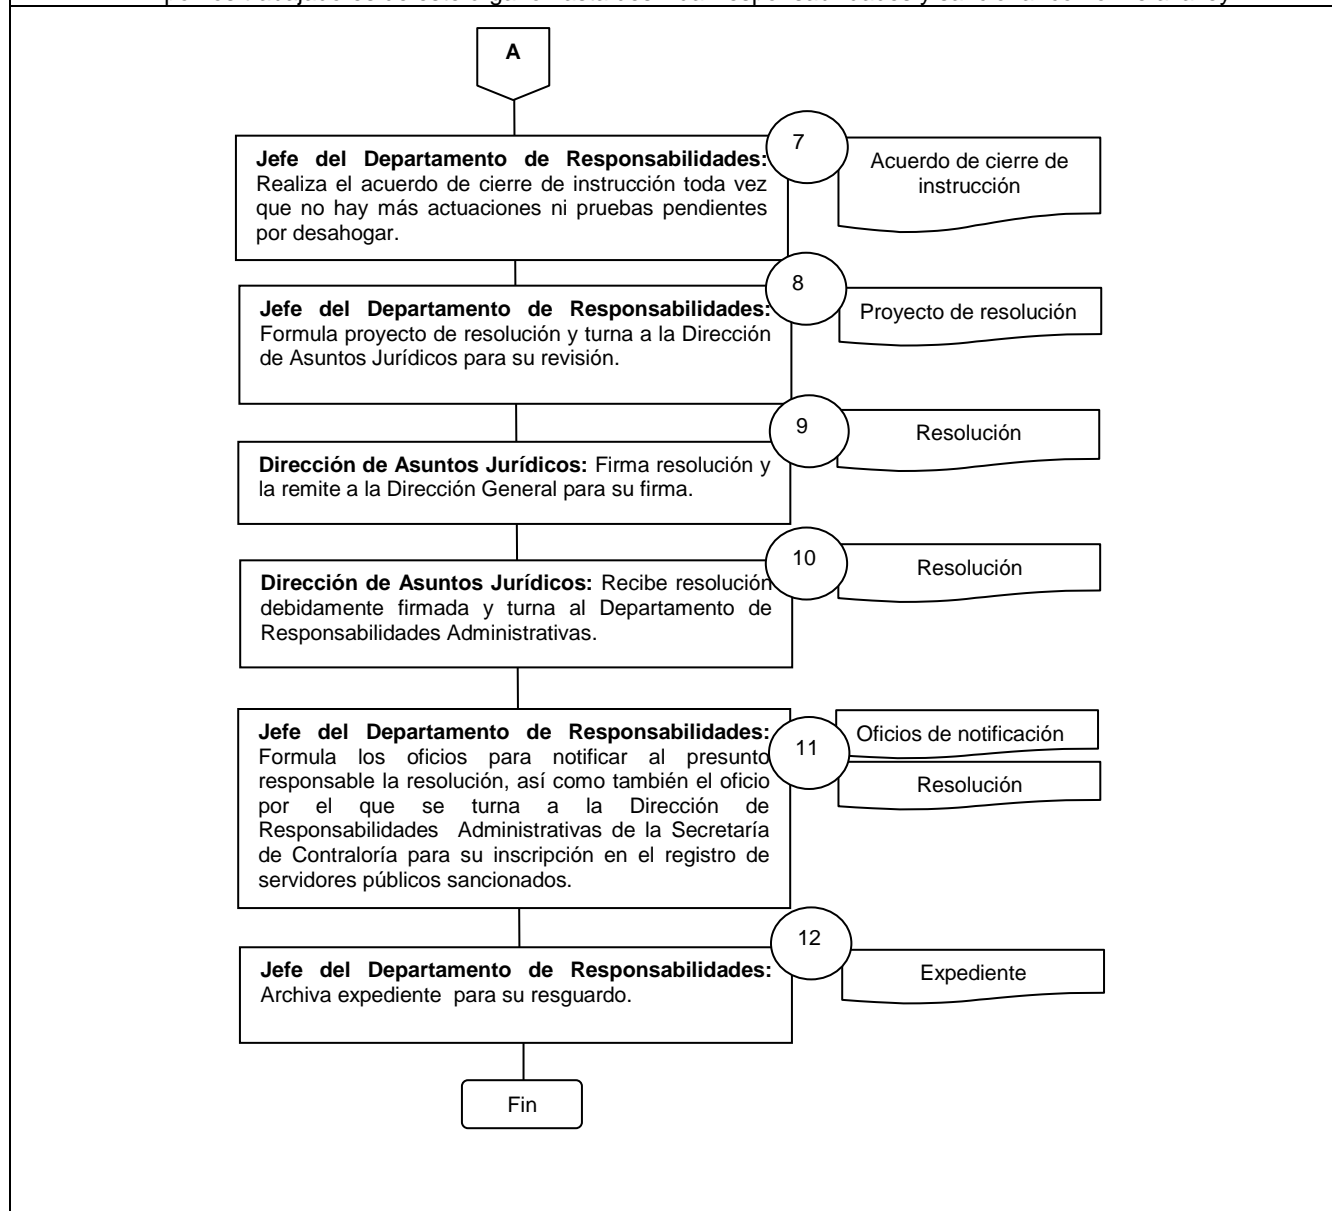 A
7
Jefe del Departamento de Responsabilidades:
Realiza el acuerdo de cierre de instrucción toda vez
que no hay más actuaciones ni pruebas pendientes
por desahogar.
Acuerdo de cierre de
instrucción
8
Jefe del Departamento de Responsabilidades:
Formula proyecto de resolución y turna a la Dirección
de Asuntos Jurídicos para su revisión.
Proyecto de resolución
9
Dirección de Asuntos Jurídicos: Firma resolución y
la remite a la Dirección General para su firma.
Resolución
10
Dirección de Asuntos Jurídicos: Recibe resolución
debidamente firmada y turna al Departamento de
Responsabilidades Administrativas.
Resolución
11
Jefe del Departamento de Responsabilidades:
Formula los oficios para notificar al presunto
responsable la resolución, así como también el oficio
por el que se turna a la Dirección de
Responsabilidades Administrativas de la Secretaría
de Contraloría para su inscripción en el registro de
servidores públicos sancionados.
Oficios de notificación
Resolución
12
Jefe del Departamento de Responsabilidades:
Archiva expediente para su resguardo.
Expediente
Fin